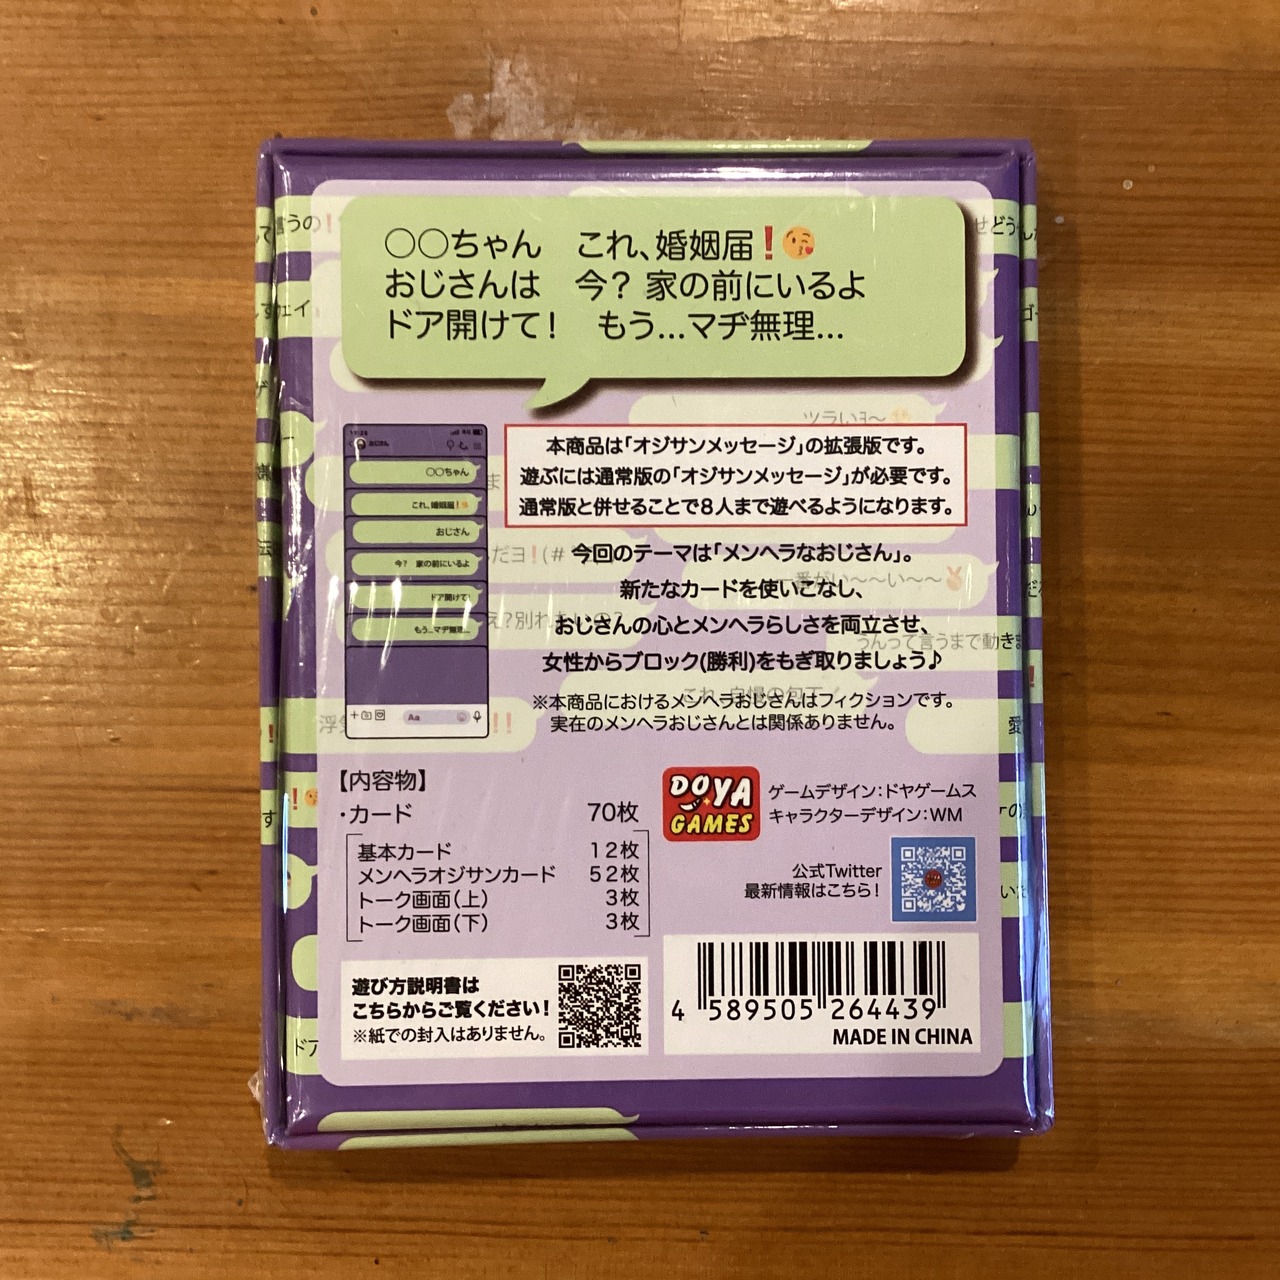 ○○ちゃん　これ、婚姻届❗😘
おじさんは　今？ 家の前にいるよ
ドア開けて！　もう…マヂ無理…
ツラいヨ〜
おじさん
○○ちゃん
これ、婚姻届❗
おじさん
今？ 家の前にいるよ
ドア開けて！
もう…マヂ無理…
Aa
本商品は「オジサンメッセージ」の拡張版です。
遊ぶには通常版の「オジサンメッセージ」が必要です。
通常版と併せることで8人まで遊べるようになります。
今回のテーマは「メンヘラなおじさん」。
新たなカードを使いこなし、
おじさんの心とメンヘラらしさを両立させ、
女性からブロック(勝利)をもぎ取りましょう♪
うんって言うまで動きま
※本商品におけるメンヘラおじさんはフィクションです。
実在のメンヘラおじさんとは関係ありません。
【内容物】
・カード 70枚
基本カード 12枚
メンヘラオジサンカード 52枚
トーク画面（上） 3枚
トーク画面（下） 3枚
DOYA GAMES
ゲームデザイン：ドヤゲームス
キャラクターデザイン：WM
公式Twitter
最新情報はこちら！
遊び方説明書は
こちらからご覧ください！
※紙での封入はありません。
4 589505 264439
MADE IN CHINA